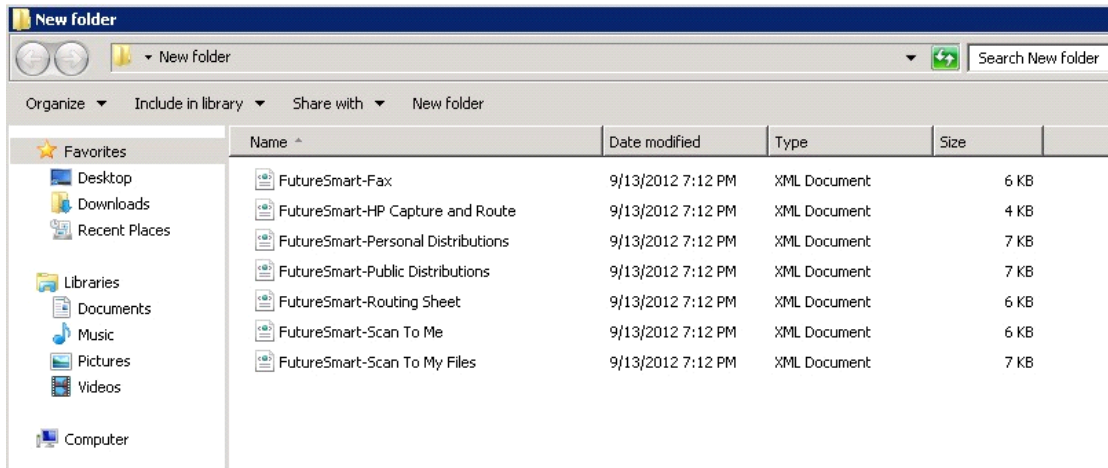 New folder
New folder
Search New folder
Organize Include in library Share with New folder
Favorites
Desktop
Downloads
Recent Places
Libraries
Documents
Music
Pictures
Videos
Computer
Name Date modified Type Size
FutureSmart-Fax 9/13/2012 7:12 PM XML Document 6 KB
FutureSmart-HP Capture and Route 9/13/2012 7:12 PM XML Document 4 KB
FutureSmart-Personal Distributions 9/13/2012 7:12 PM XML Document 7 KB
FutureSmart-Public Distributions 9/13/2012 7:12 PM XML Document 7 KB
FutureSmart-Routing Sheet 9/13/2012 7:12 PM XML Document 6 KB
FutureSmart-Scan To Me 9/13/2012 7:12 PM XML Document 6 KB
FutureSmart-Scan To My Files 9/13/2012 7:12 PM XML Document 7 KB